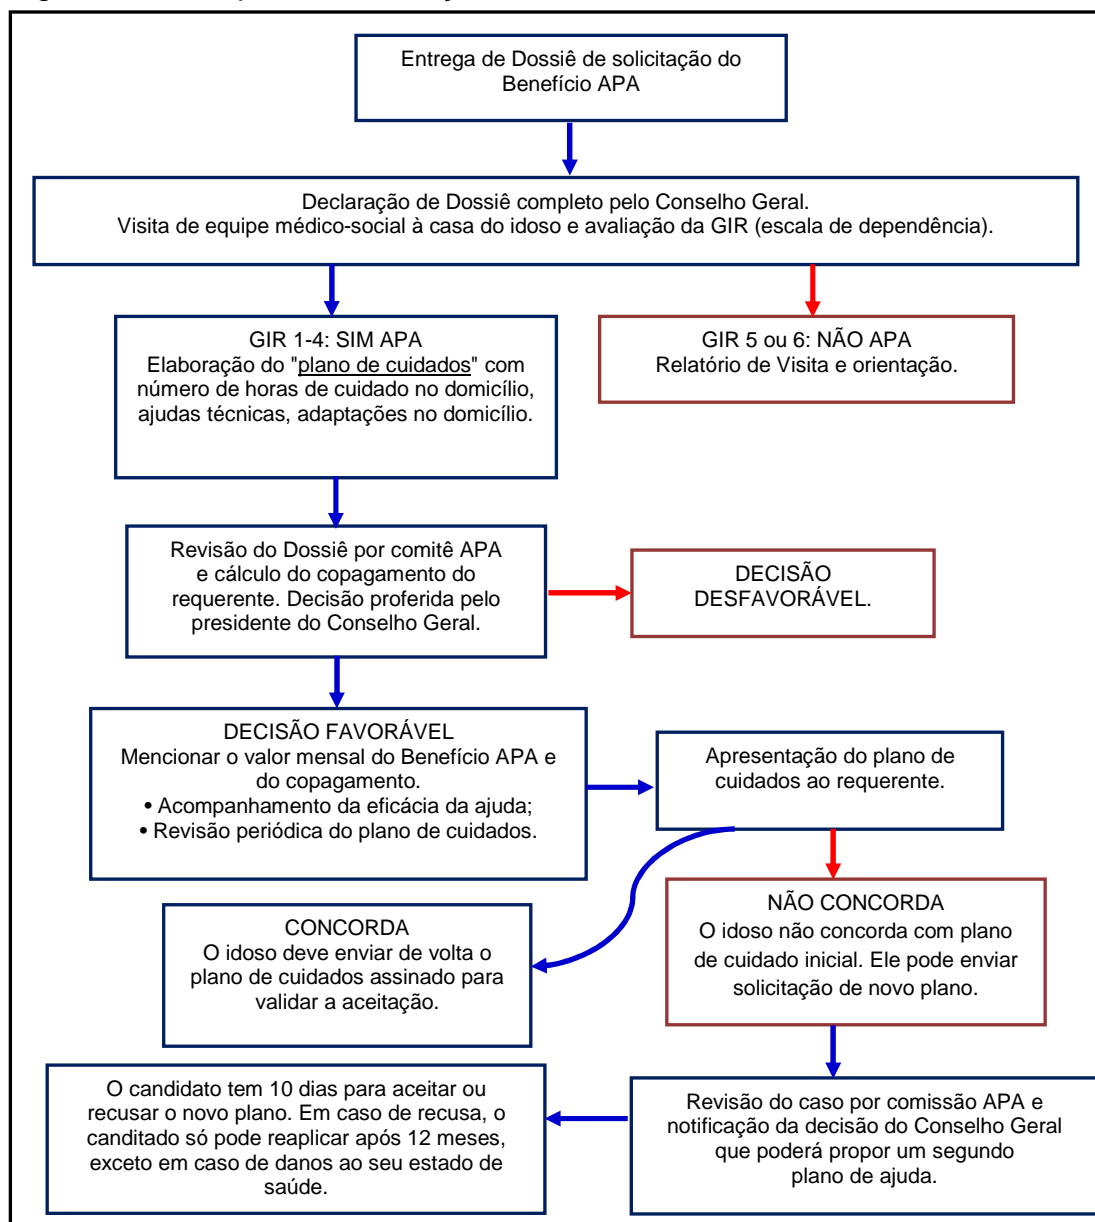 Entrega de Dossiê de solicitação do
Benefício APA
Declaração de Dossiê completo pelo Conselho Geral.
Visita de equipe médico-social à casa do idoso e avaliação da GIR (escala de dependência).
GIR 1-4: SIM APA
Elaboração do "plano de cuidados" com
número de horas de cuidado no domicílio,
ajudas técnicas, adaptações no domicílio.
GIR 5 ou 6: NÃO APA
Relatório de Visita e orientação.
Revisão do Dossiê por comitê APA
e cálculo do copagamento do
requerente. Decisão proferida pelo
presidente do Conselho Geral.
DECISÃO
DESFAVORÁVEL.
DECISÃO FAVORÁVEL
Mencionar o valor mensal do Benefício APA e
do copagamento.
• Acompanhamento da eficácia da ajuda;
• Revisão periódica do plano de cuidados.
Apresentação do plano de
cuidados ao requerente.
CONCORDA
O idoso deve enviar de volta o
plano de cuidados assinado para
validar a aceitação.
NÃO CONCORDA
O idoso não concorda com plano
de cuidado inicial. Ele pode enviar
solicitação de novo plano.
O candidato tem 10 dias para aceitar ou
recusar o novo plano. Em caso de recusa, o
canditado só pode reaplicar após 12 meses,
exceto em caso de danos ao seu estado de
saúde.
Revisão do caso por comissão APA e
notificação da decisão do Conselho Geral
que poderá propor um segundo
plano de ajuda.